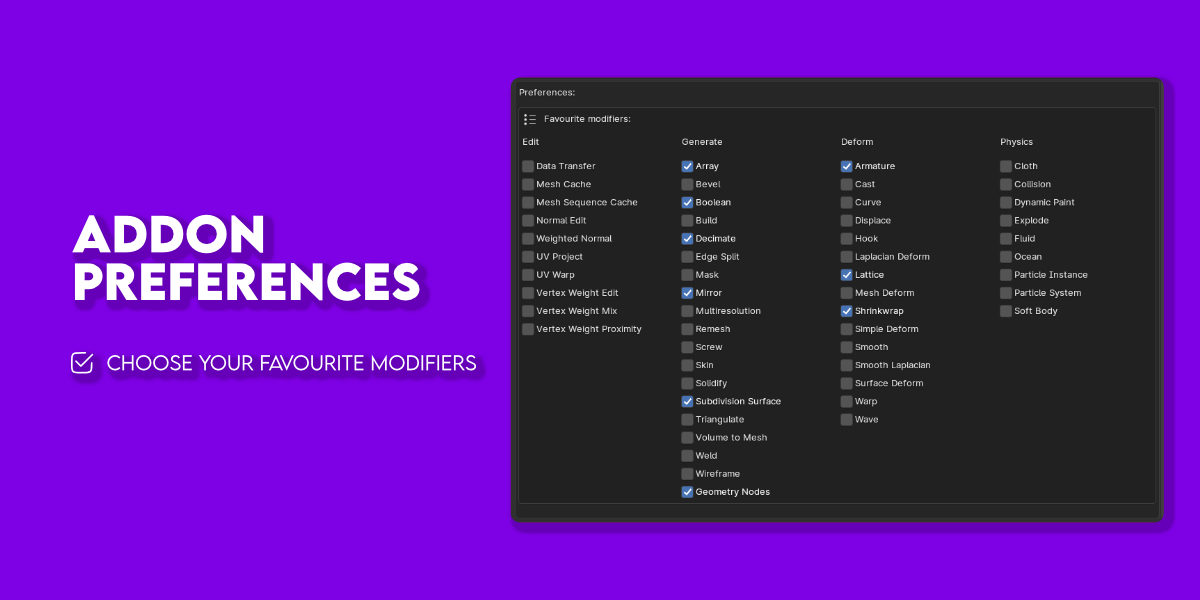 ADDON
PREFERENCES
CHOOSE YOUR FAVOURITE MODIFIERS
Preferences:
Favourite modifiers:
Edit
Data Transfer
Mesh Cache
Mesh Sequence Cache
Normal Edit
Weighted Normal
UV Project
UV Warp
Vertex Weight Edit
Vertex Weight Mix
Vertex Weight Proximity
Generate
Array
Bevel
Boolean
Build
Decimate
Edge Split
Mask
Mirror
Multiresolution
Remesh
Screw
Skin
Solidify
Subdivision Surface
Triangulate
Volume to Mesh
Weld
Wireframe
Geometry Nodes
Deform
Armature
Cast
Curve
Displace
Hook
Laplacian Deform
Lattice
Mesh Deform
Shrinkwrap
Simple Deform
Smooth
Smooth Laplacian
Surface Deform
Warp
Wave
Physics
Cloth
Collision
Dynamic Paint
Explode
Fluid
Ocean
Particle Instance
Particle System
Soft Body